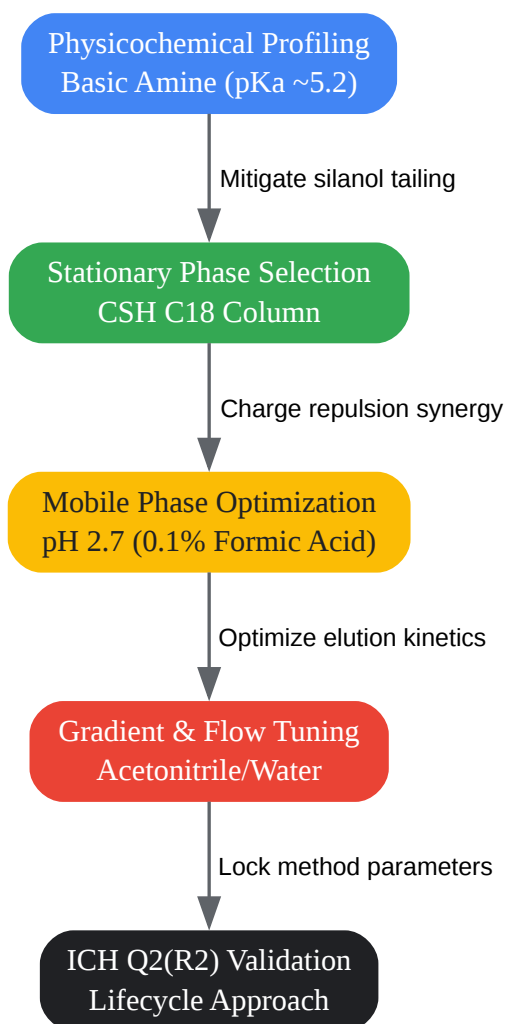 Physicochemical Profiling
Basic Amine (pKa ~5.2)
Mitigate silanol tailing
Stationary Phase Selection
CSH C18 Column
Charge repulsion synergy
Mobile Phase Optimization
pH 2.7 (0.1% Formic Acid)
Optimize elution kinetics
Gradient & Flow Tuning
Acetonitrile/Water
Lock method parameters
ICH Q2(R2) Validation
Lifecycle Approach